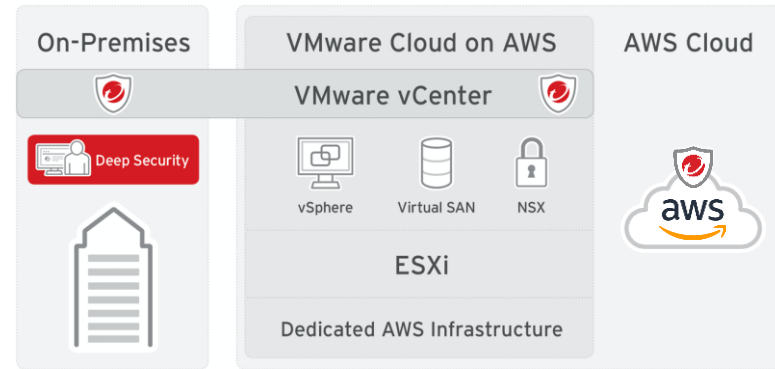 On-Premises
VMware Cloud on AWS
AWS Cloud
VMware vCenter
Deep Security
vSphere
Virtual SAN
NSX
aws
ESXi
Dedicated AWS Infrastructure